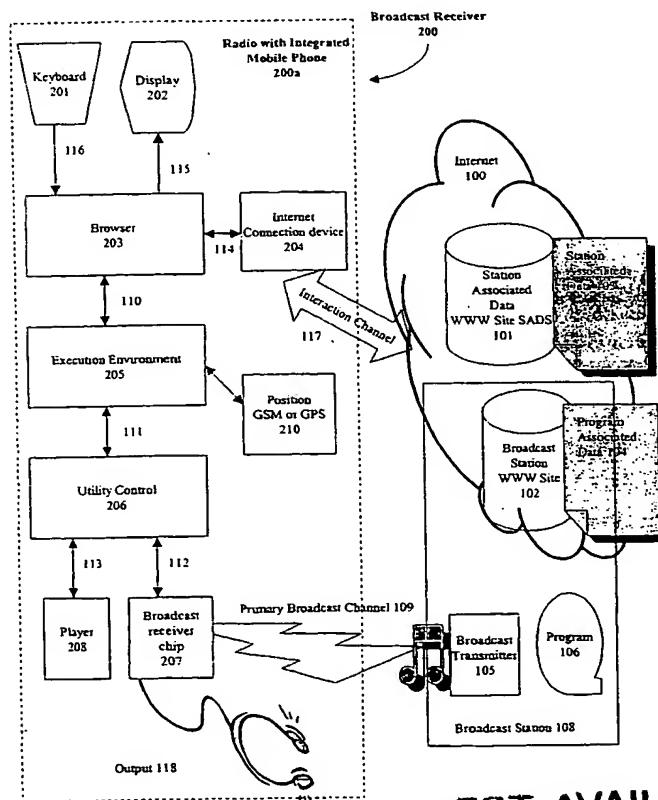 Broadcast Receiver
200
Radio with Integrated
Mobile Phone
200a
Keyboard
201
Display
202
116
115
Browser
203
114
Internet
Connection device
204
Internet
100
Station
Associated
Data
WWW Site SADS
101
Station
Associated
Data
110
Interaction Channel
117
Execution Environment
205
Position
GSM or GPS
210
111
Broadcast
Station
WWW Site
102
Program
Associated
Data 104
Utility Control
206
113
112
Player
208
Broadcast
receiver
chip
207
Primary Broadcast Channel 109
Broadcast
Transmitter
105
Program
106
Broadcast Station 108
Output 118